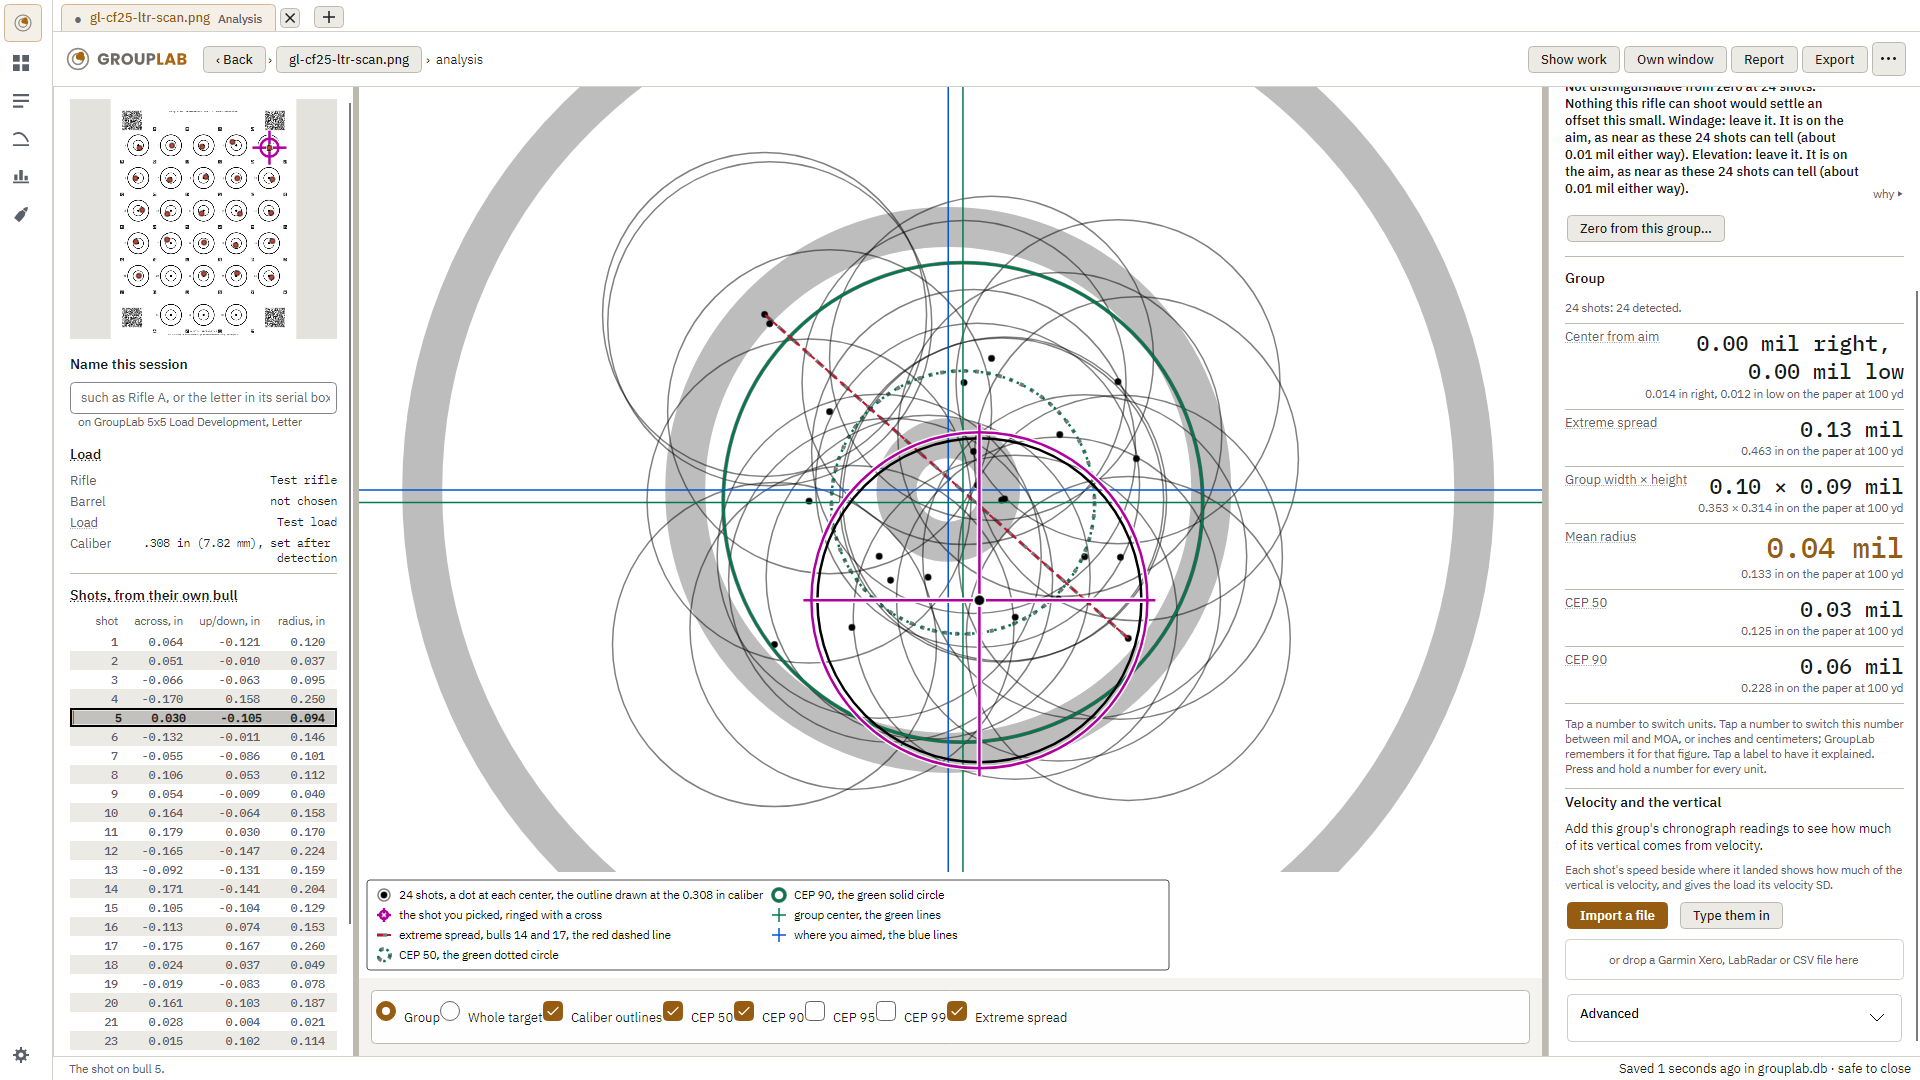 gl-cf25-ltr-scan.png Analysis
GROUPLAB
‹ Back › gl-cf25-ltr-scan.png › analysis
Show work
Own window
Report
Export
Name this session
such as Rifle A, or the letter in its serial box
on GroupLab 5x5 Load Development, Letter
Load
Rifle Test rifle
Barrel not chosen
Load Test load
Caliber .308 in (7.82 mm), set after
detection
Shots, from their own bull
shot across, in up/down, in radius, in
1 0.064 -0.121 0.120
2 0.051 -0.010 0.037
3 -0.066 -0.063 0.095
4 -0.170 0.158 0.250
5 0.030 -0.105 0.094
6 -0.132 -0.011 0.146
7 -0.055 -0.086 0.101
8 0.106 0.053 0.112
9 0.054 -0.009 0.040
10 0.164 -0.064 0.158
11 0.179 0.030 0.170
12 -0.165 -0.147 0.224
13 -0.092 -0.131 0.159
14 0.171 -0.141 0.204
15 0.105 -0.104 0.129
16 -0.113 0.074 0.153
17 -0.175 0.167 0.260
18 0.024 0.037 0.049
19 -0.019 -0.083 0.078
20 0.161 0.103 0.187
21 0.028 0.004 0.021
23 0.015 0.102 0.114
24 shots, a dot at each center, the outline drawn at the 0.308 in caliber
the shot you picked, ringed with a cross
extreme spread, bulls 14 and 17, the red dashed line
CEP 50, the green dotted circle
CEP 90, the green solid circle
group center, the green lines
where you aimed, the blue lines
Group Whole target Caliber outlines CEP 50 CEP 90 CEP 95 CEP 99 Extreme spread
Not distinguishable from zero at 24 shots.
Nothing this rifle can shoot would settle an
offset this small. Windage: leave it. It is on the
aim, as near as these 24 shots can tell (about
0.01 mil either way). Elevation: leave it. It is on
the aim, as near as these 24 shots can tell (about
0.01 mil either way).
why ▸
Zero from this group...
Group
24 shots: 24 detected.
Center from aim 0.00 mil right,
0.00 mil low
0.014 in right, 0.012 in low on the paper at 100 yd
Extreme spread 0.13 mil
0.463 in on the paper at 100 yd
Group width × height 0.10 × 0.09 mil
0.353 × 0.314 in on the paper at 100 yd
Mean radius 0.04 mil
0.133 in on the paper at 100 yd
CEP 50 0.03 mil
0.125 in on the paper at 100 yd
CEP 90 0.06 mil
0.228 in on the paper at 100 yd
Tap a number to switch units. Tap a number to switch this number
between mil and MOA, or inches and centimeters; GroupLab
remembers it for that figure. Tap a label to have it explained.
Press and hold a number for every unit.
Velocity and the vertical
Add this group's chronograph readings to see how much
of its vertical comes from velocity.
Each shot's speed beside where it landed shows how much of the
vertical is velocity, and gives the load its velocity SD.
Import a file
Type them in
or drop a Garmin Xero, LabRadar or CSV file here
Advanced
The shot on bull 5.
Saved 1 seconds ago in grouplab.db · safe to close